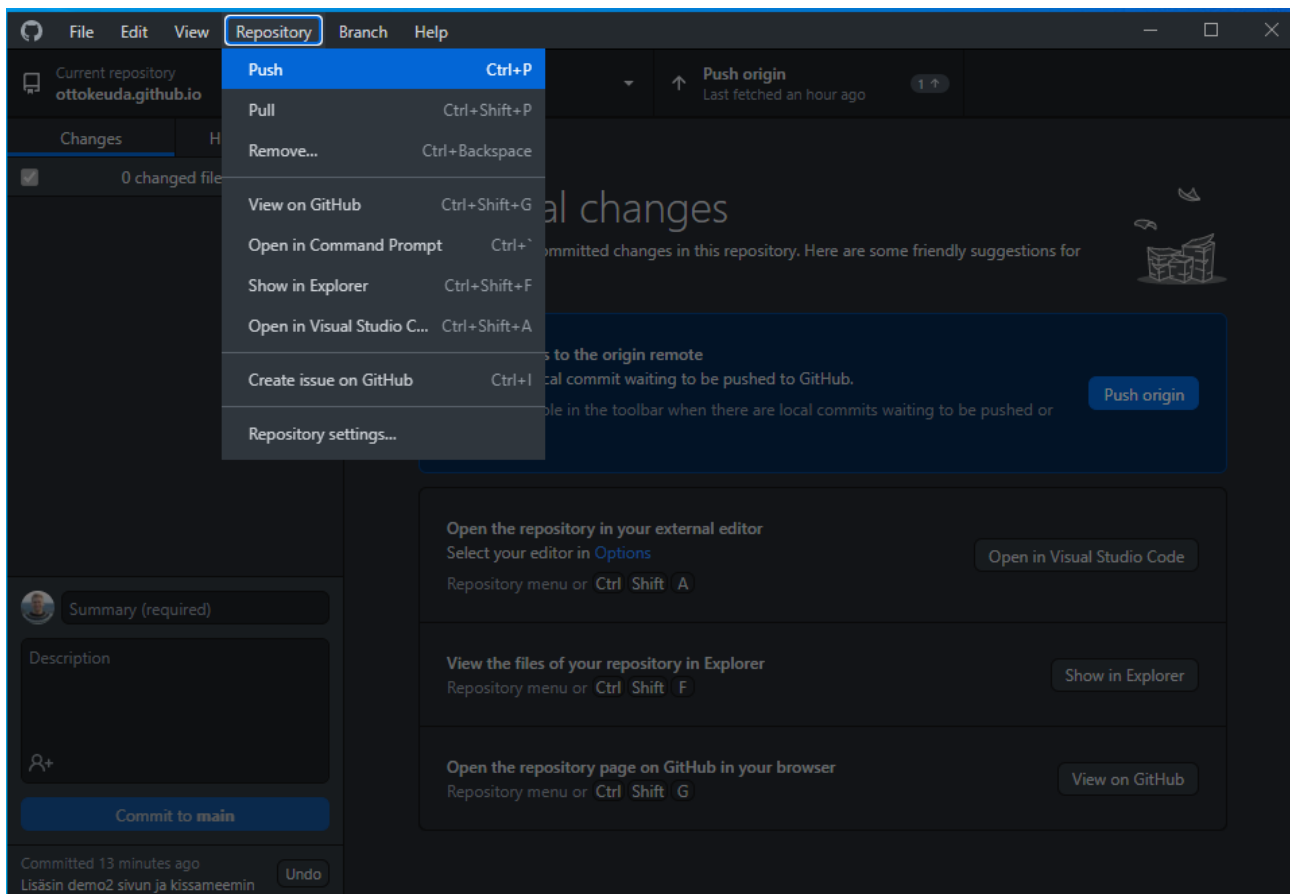 File Edit View Repository Branch Help
Current repository
ottokeuda.github.io
Push origin
Last fetched an hour ago
1
Changes
H
0 changed file
Push Ctrl+P
Pull Ctrl+Shift+P
Remove... Ctrl+Backspace
View on GitHub Ctrl+Shift+G
Open in Command Prompt Ctrl+`
Show in Explorer Ctrl+Shift+F
Open in Visual Studio C... Ctrl+Shift+A
Create issue on GitHub Ctrl+I
Repository settings...
al changes
ommitted changes in this repository. Here are some friendly suggestions for
s to the origin remote
cal commit waiting to be pushed to GitHub.
ble in the toolbar when there are local commits waiting to be pushed or
Push origin
Open the repository in your external editor
Select your editor in Options
Repository menu or Ctrl Shift A
Open in Visual Studio Code
View the files of your repository in Explorer
Repository menu or Ctrl Shift F
Show in Explorer
Open the repository page on GitHub in your browser
Repository menu or Ctrl Shift G
View on GitHub
Summary (required)
Description
Commit to main
Committed 13 minutes ago
Lisäsin demo2 sivun ja kissameemin
Undo